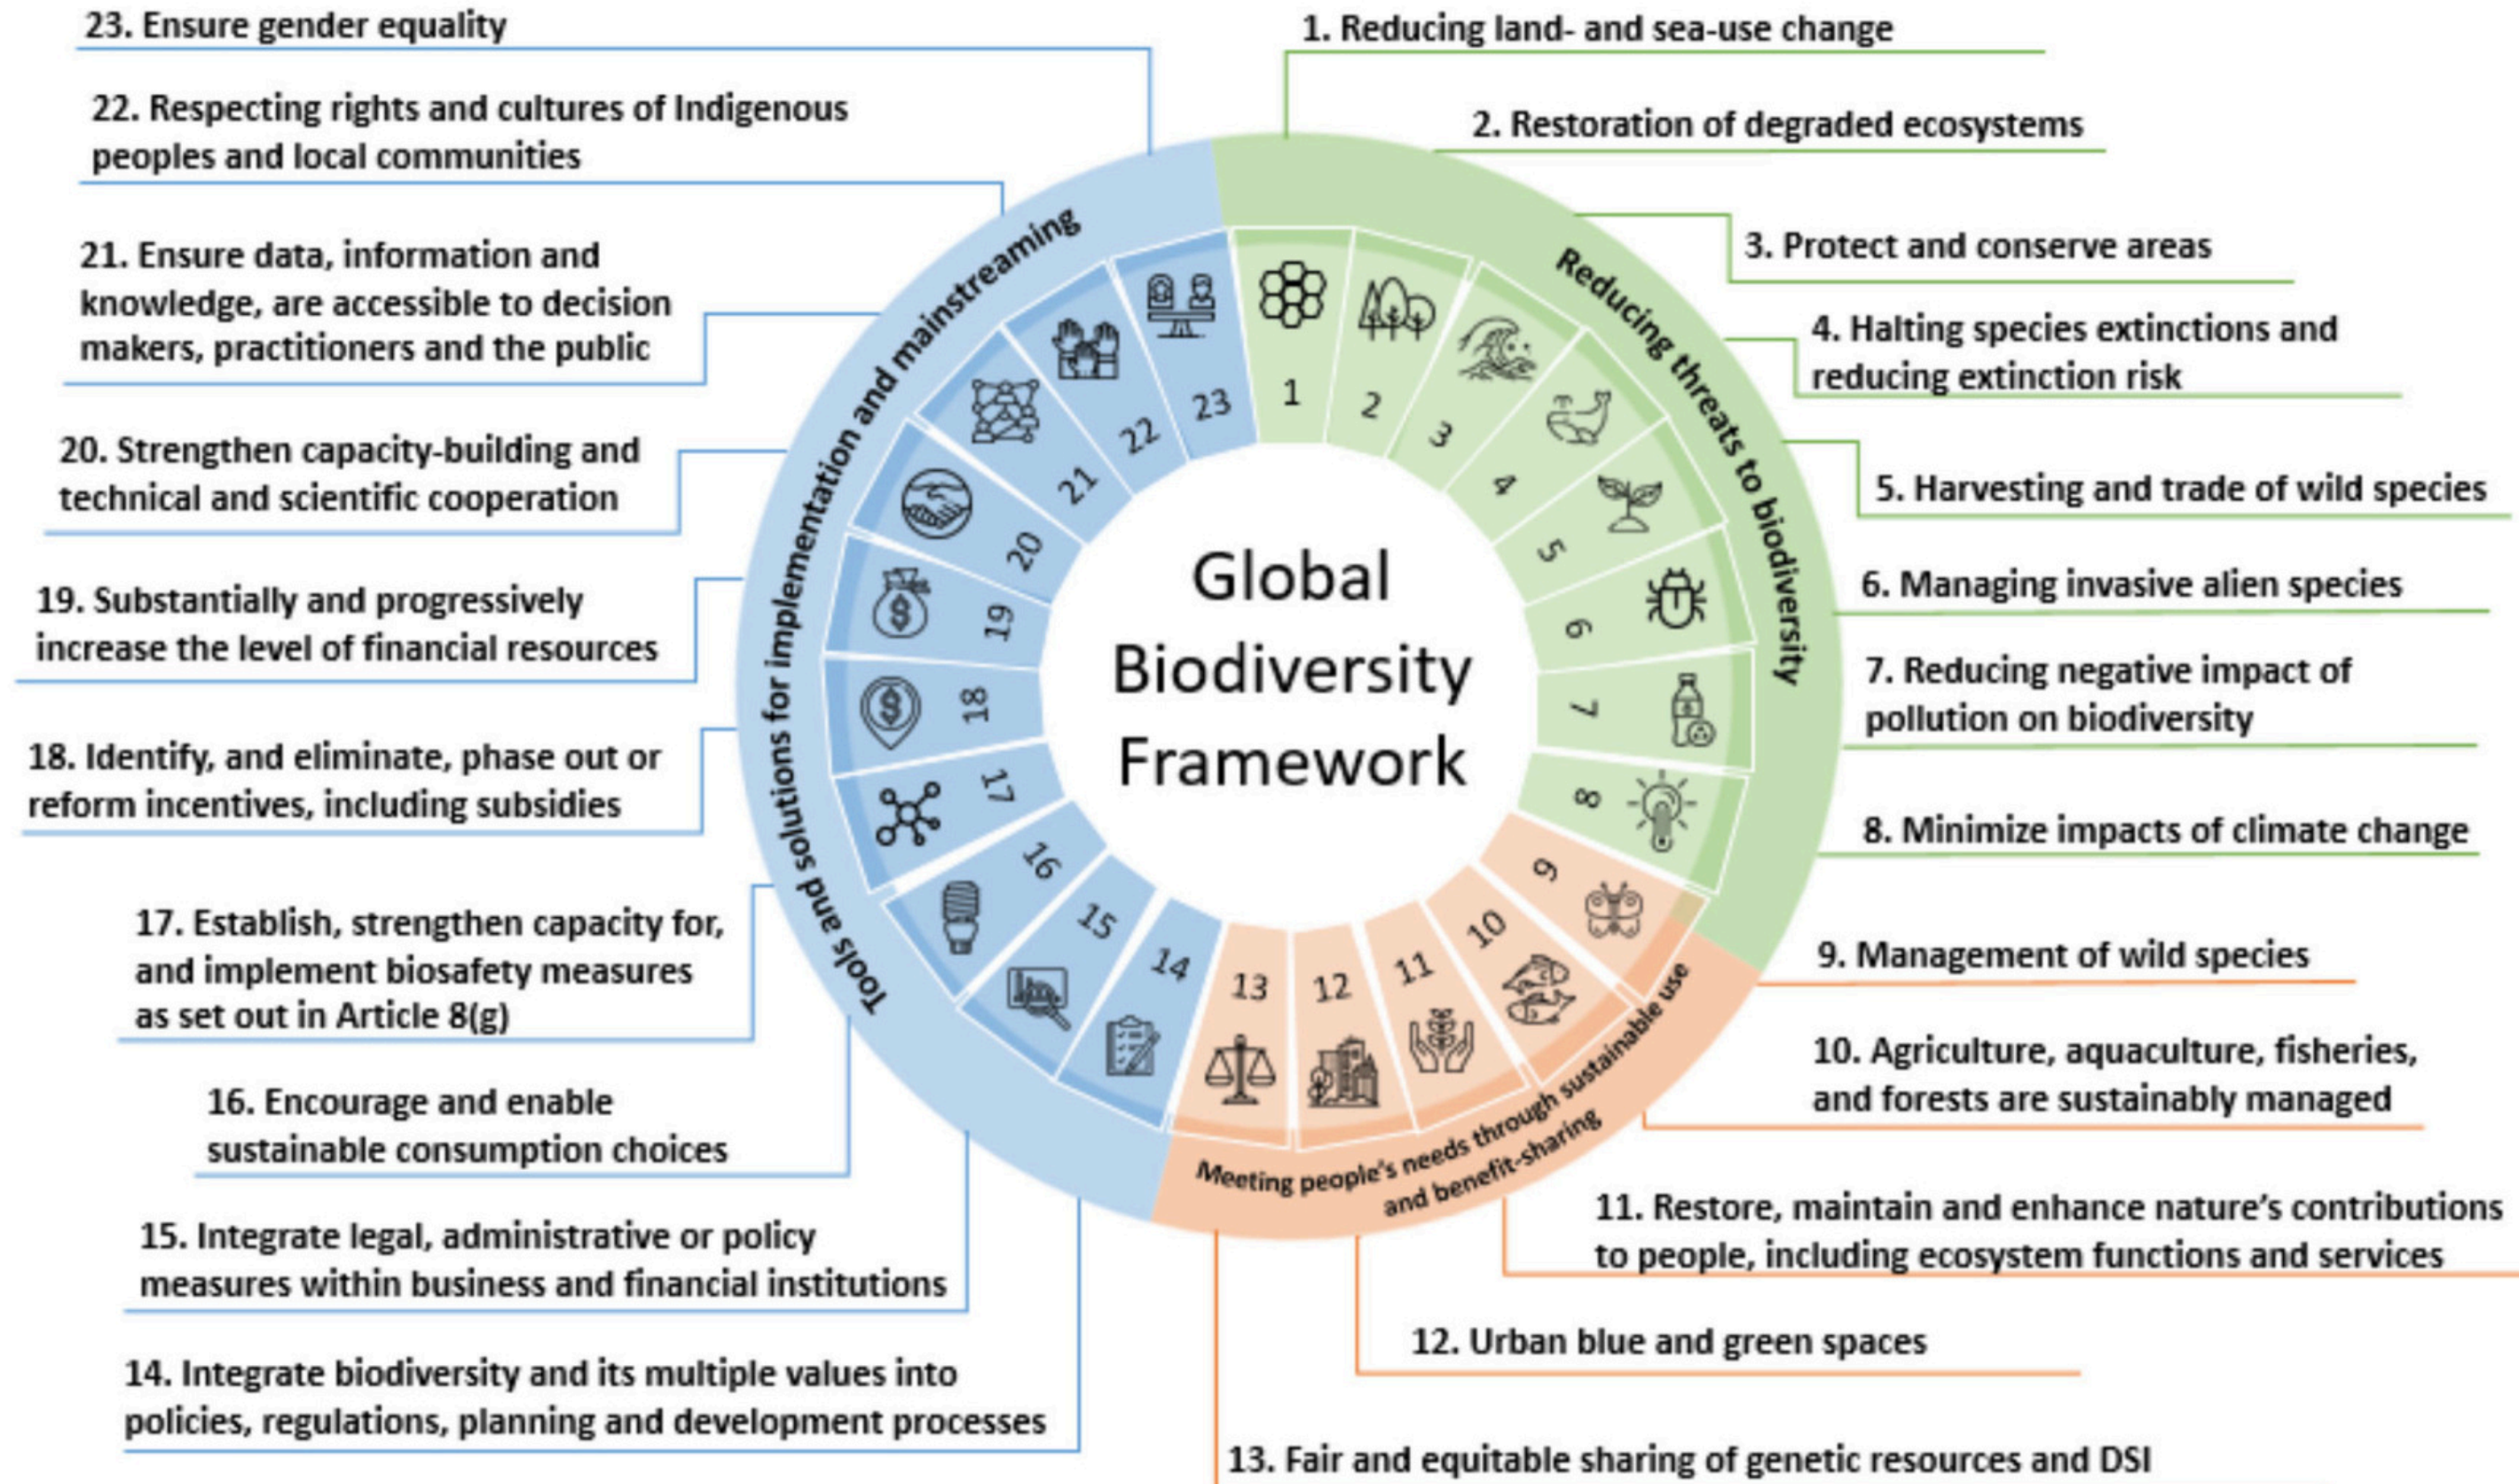 Global
Biodiversity
Framework
Reducing threats to biodiversity
1. Reducing land- and sea-use change
2. Restoration of degraded ecosystems
3. Protect and conserve areas
4. Halting species extinctions and
reducing extinction risk
5. Harvesting and trade of wild species
6. Managing invasive alien species
7. Reducing negative impact of
pollution on biodiversity
8. Minimize impacts of climate change
Meeting people's needs through sustainable use
and benefit-sharing
9. Management of wild species
10. Agriculture, aquaculture, fisheries,
and forests are sustainably managed
11. Restore, maintain and enhance nature's contributions
to people, including ecosystem functions and services
12. Urban blue and green spaces
13. Fair and equitable sharing of genetic resources and DSI
Tools and solutions for implementation and mainstreaming
14. Integrate biodiversity and its multiple values into
policies, regulations, planning and development processes
15. Integrate legal, administrative or policy
measures within business and financial institutions
16. Encourage and enable
sustainable consumption choices
17. Establish, strengthen capacity for,
and implement biosafety measures
as set out in Article 8(g)
18. Identify, and eliminate, phase out or
reform incentives, including subsidies
19. Substantially and progressively
increase the level of financial resources
20. Strengthen capacity-building and
technical and scientific cooperation
21. Ensure data, information and
knowledge, are accessible to decision
makers, practitioners and the public
22. Respecting rights and cultures of Indigenous
peoples and local communities
23. Ensure gender equality
1
2
3
4
5
6
7
8
9
10
11
12
13
14
15
16
17
18
19
20
21
22
23
$
$